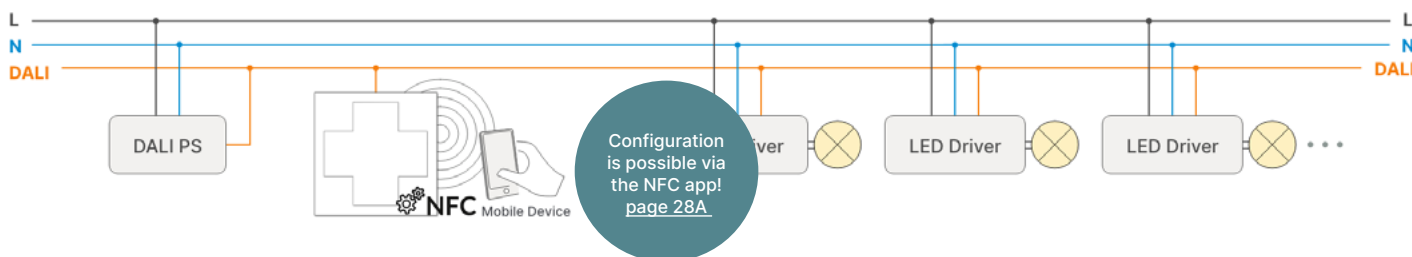 L
L
N
N
DALI
DALI
DALI PS
Configuration
is possible via
the NFC app!
page 28A
iver
LED Driver
LED Driver
NFC Mobile Device